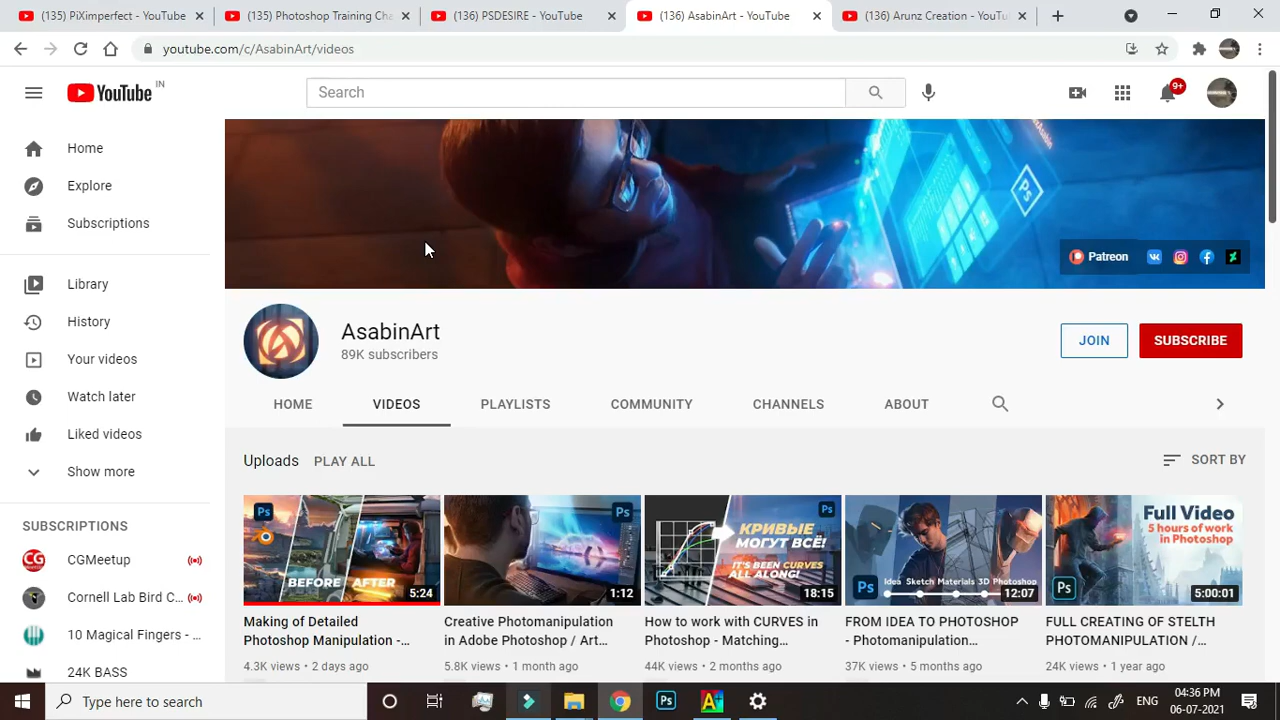 (135) PiXimperfect - YouTube
(135) Photoshop Training Cha
(136) PSDESIRE - YouTube
(136) AsabinArt - YouTube
(136) Arunz Creation - YouTu
youtube.com/c/AsabinArt/videos
YouTube IN
Search
9+
Home
Explore
Subscriptions
Library
History
Your videos
Watch later
Liked videos
Show more
SUBSCRIPTIONS
CGMeetup
Cornell Lab Bird C...
10 Magical Fingers - ...
24K BASS
Ps
Patreon
AsabinArt
89K subscribers
JOIN
SUBSCRIBE
HOME
VIDEOS
PLAYLISTS
COMMUNITY
CHANNELS
ABOUT
Uploads
PLAY ALL
SORT BY
Ps
BEFORE
AFTER
5:24
Ps
1:12
Ps
КРИВЫЕ
МОГУТ ВСЁ!
IT'S BEEN CURVES
ALL ALONG!
18:15
Ps
Idea Sketch Materials 3D Photoshop
12:07
Full Video
5 hours of work
in Photoshop
Ps
5:00:01
Making of Detailed
Photoshop Manipulation -...
4.3K views • 2 days ago
Creative Photomanipulation
in Adobe Photoshop / Art...
5.8K views • 1 month ago
How to work with CURVES in
Photoshop - Matching...
44K views • 2 months ago
FROM IDEA TO PHOTOSHOP
- Photomanipulation...
37K views • 5 months ago
FULL CREATING OF STELTH
PHOTOMANIPULATION /...
24K views • 1 year ago
Type here to search
Ps
ENG
04:36 PM
06-07-2021